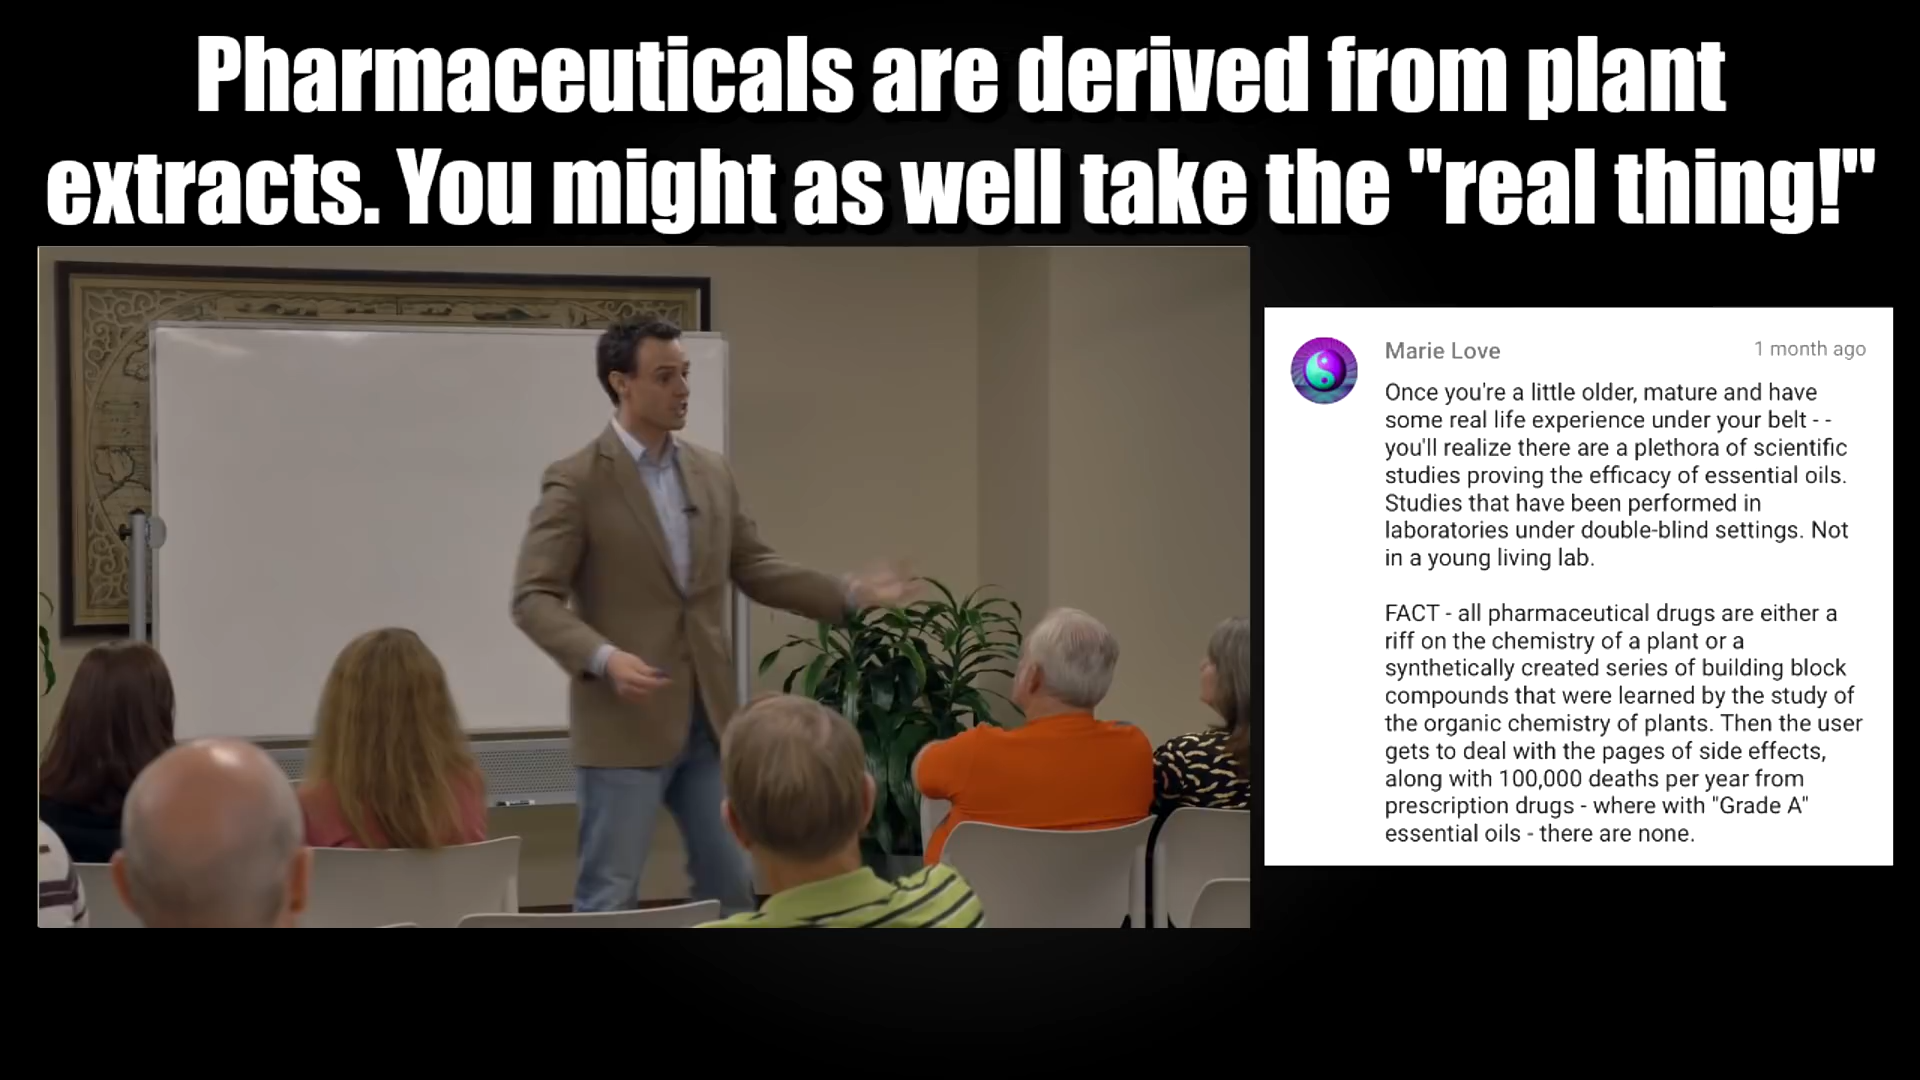 Pharmaceuticals are derived from plant
extracts. You might as well take the "real thing!"
Marie Love
1 month ago
Once you're a little older, mature and have
some real life experience under your belt - -
you'll realize there are a plethora of scientific
studies proving the efficacy of essential oils.
Studies that have been performed in
laboratories under double-blind settings. Not
in a young living lab.
FACT - all pharmaceutical drugs are either a
riff on the chemistry of a plant or a
synthetically created series of building block
compounds that were learned by the study of
the organic chemistry of plants. Then the user
gets to deal with the pages of side effects,
along with 100,000 deaths per year from
prescription drugs - where with "Grade A"
essential oils - there are none.